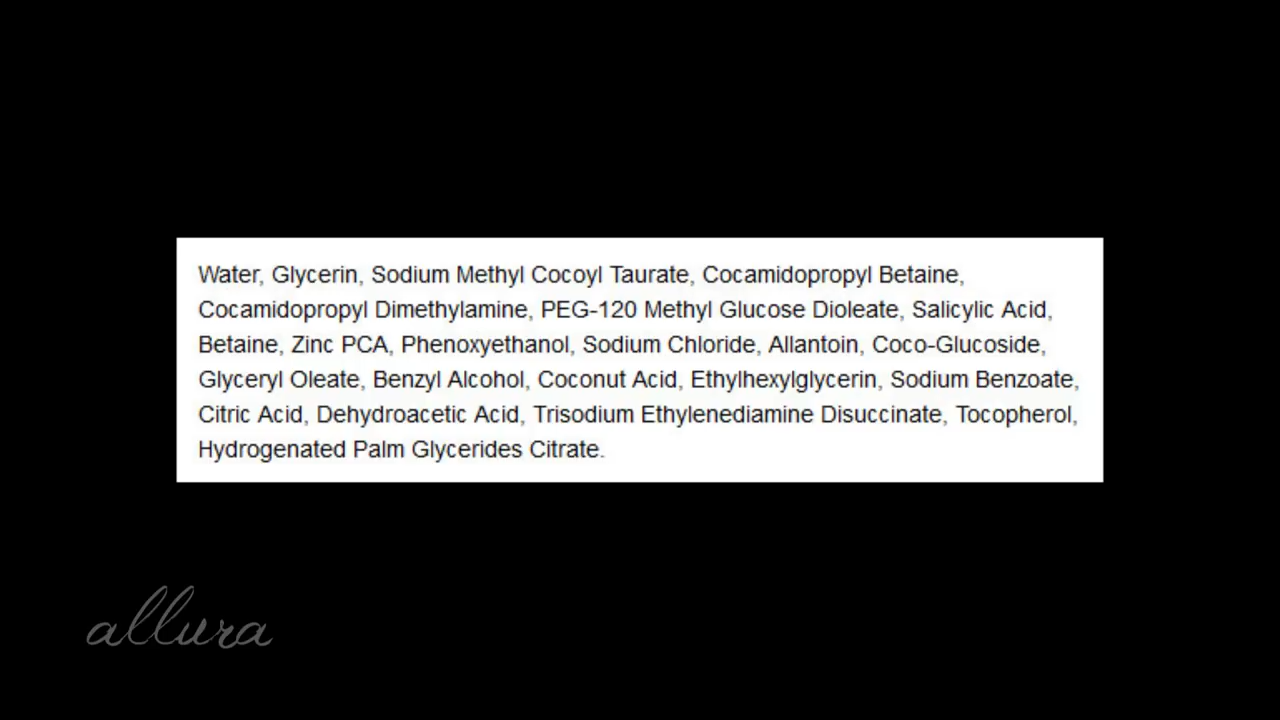 Water, Glycerin, Sodium Methyl Cocoyl Taurate, Cocamidopropyl Betaine,
Cocamidopropyl Dimethylamine, PEG-120 Methyl Glucose Dioleate, Salicylic Acid,
Betaine, Zinc PCA, Phenoxyethanol, Sodium Chloride, Allantoin, Coco-Glucoside,
Glyceryl Oleate, Benzyl Alcohol, Coconut Acid, Ethylhexylglycerin, Sodium Benzoate,
Citric Acid, Dehydroacetic Acid, Trisodium Ethylenediamine Disuccinate, Tocopherol,
Hydrogenated Palm Glycerides Citrate.
allura